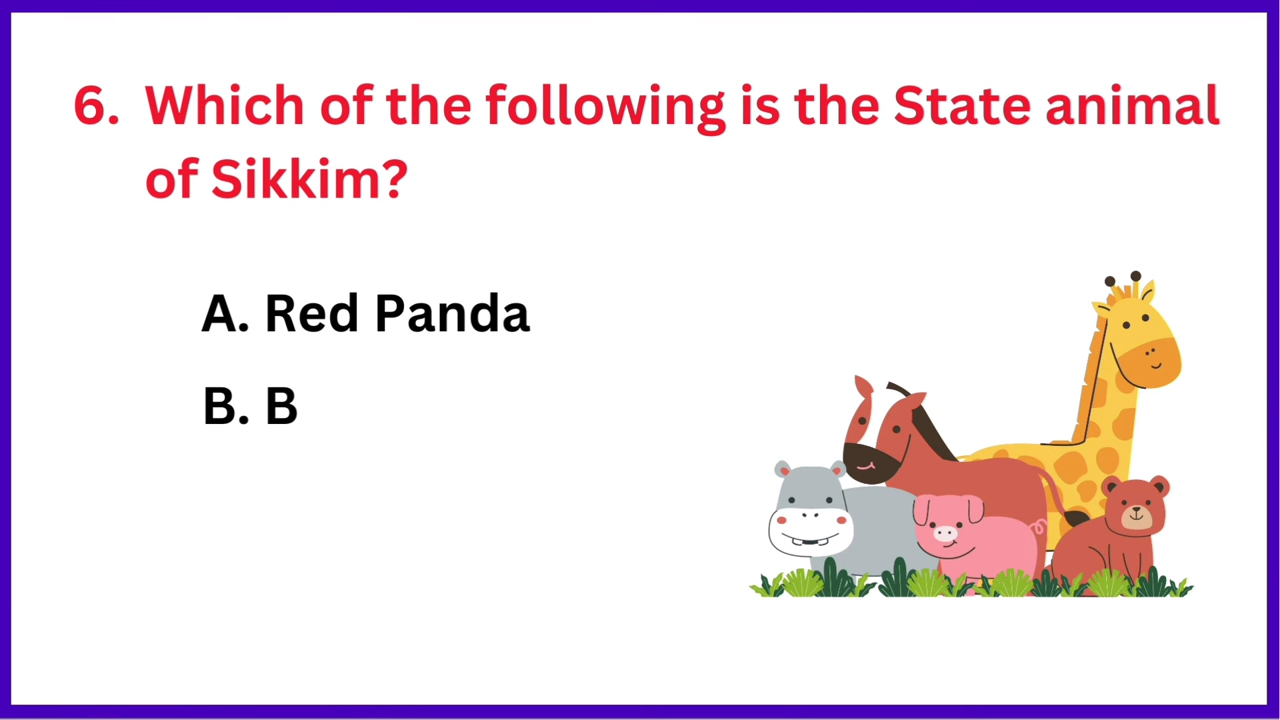 6. Which of the following is the State animal
of Sikkim?
A. Red Panda
B. B